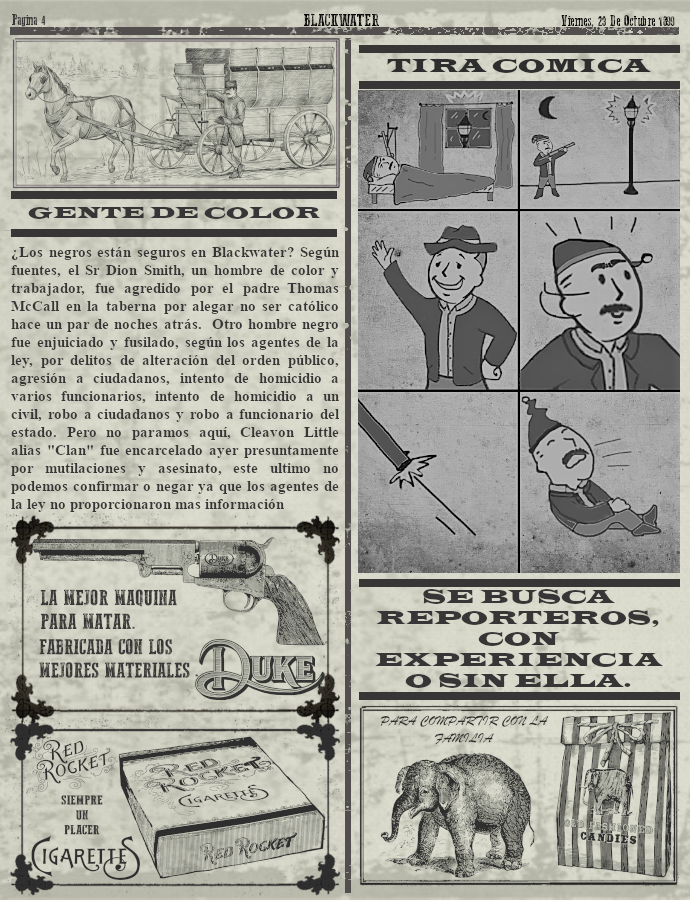 Pagina 4
BLACKWATER
Viernes, 23 De Octubre 1899
GENTE DE COLOR
¿Los negros están seguros en Blackwater? Según
fuentes, el Sr Dion Smith, un hombre de color y
trabajador, fue agredido por el padre Thomas
McCall en la taberna por alegar no ser católico
hace un par de noches atrás. Otro hombre negro
fue enjuiciado y fusilado, según los agentes de la
ley, por delitos de alteración del orden público,
agresión a ciudadanos, intento de homicidio a
varios funcionarios, intento de homicidio a un
civil, robo a ciudadanos y robo a funcionario del
estado. Pero no paramos aquí, Cleavon Little
alias "Clan" fue encarcelado ayer presuntamente
por mutilaciones y asesinato, este ultimo no
podemos confirmar o negar ya que los agentes de
la ley no proporcionaron mas información
DUKE
LA MEJOR MAQUINA
PARA MATAR.
FABRICADA CON LOS
MEJORES MATERIALES
DUKE
RED
ROCKET
SIEMPRE
UN
PLACER
CIGARETTES
RED
ROCKET
CIGARETTES
RED ROCKET
TIRA COMICA
SE BUSCA
REPORTEROS,
CON
EXPERIENCIA
O SIN ELLA.
PARA COMPARTIR CON LA
FAMILIA
CANDIES